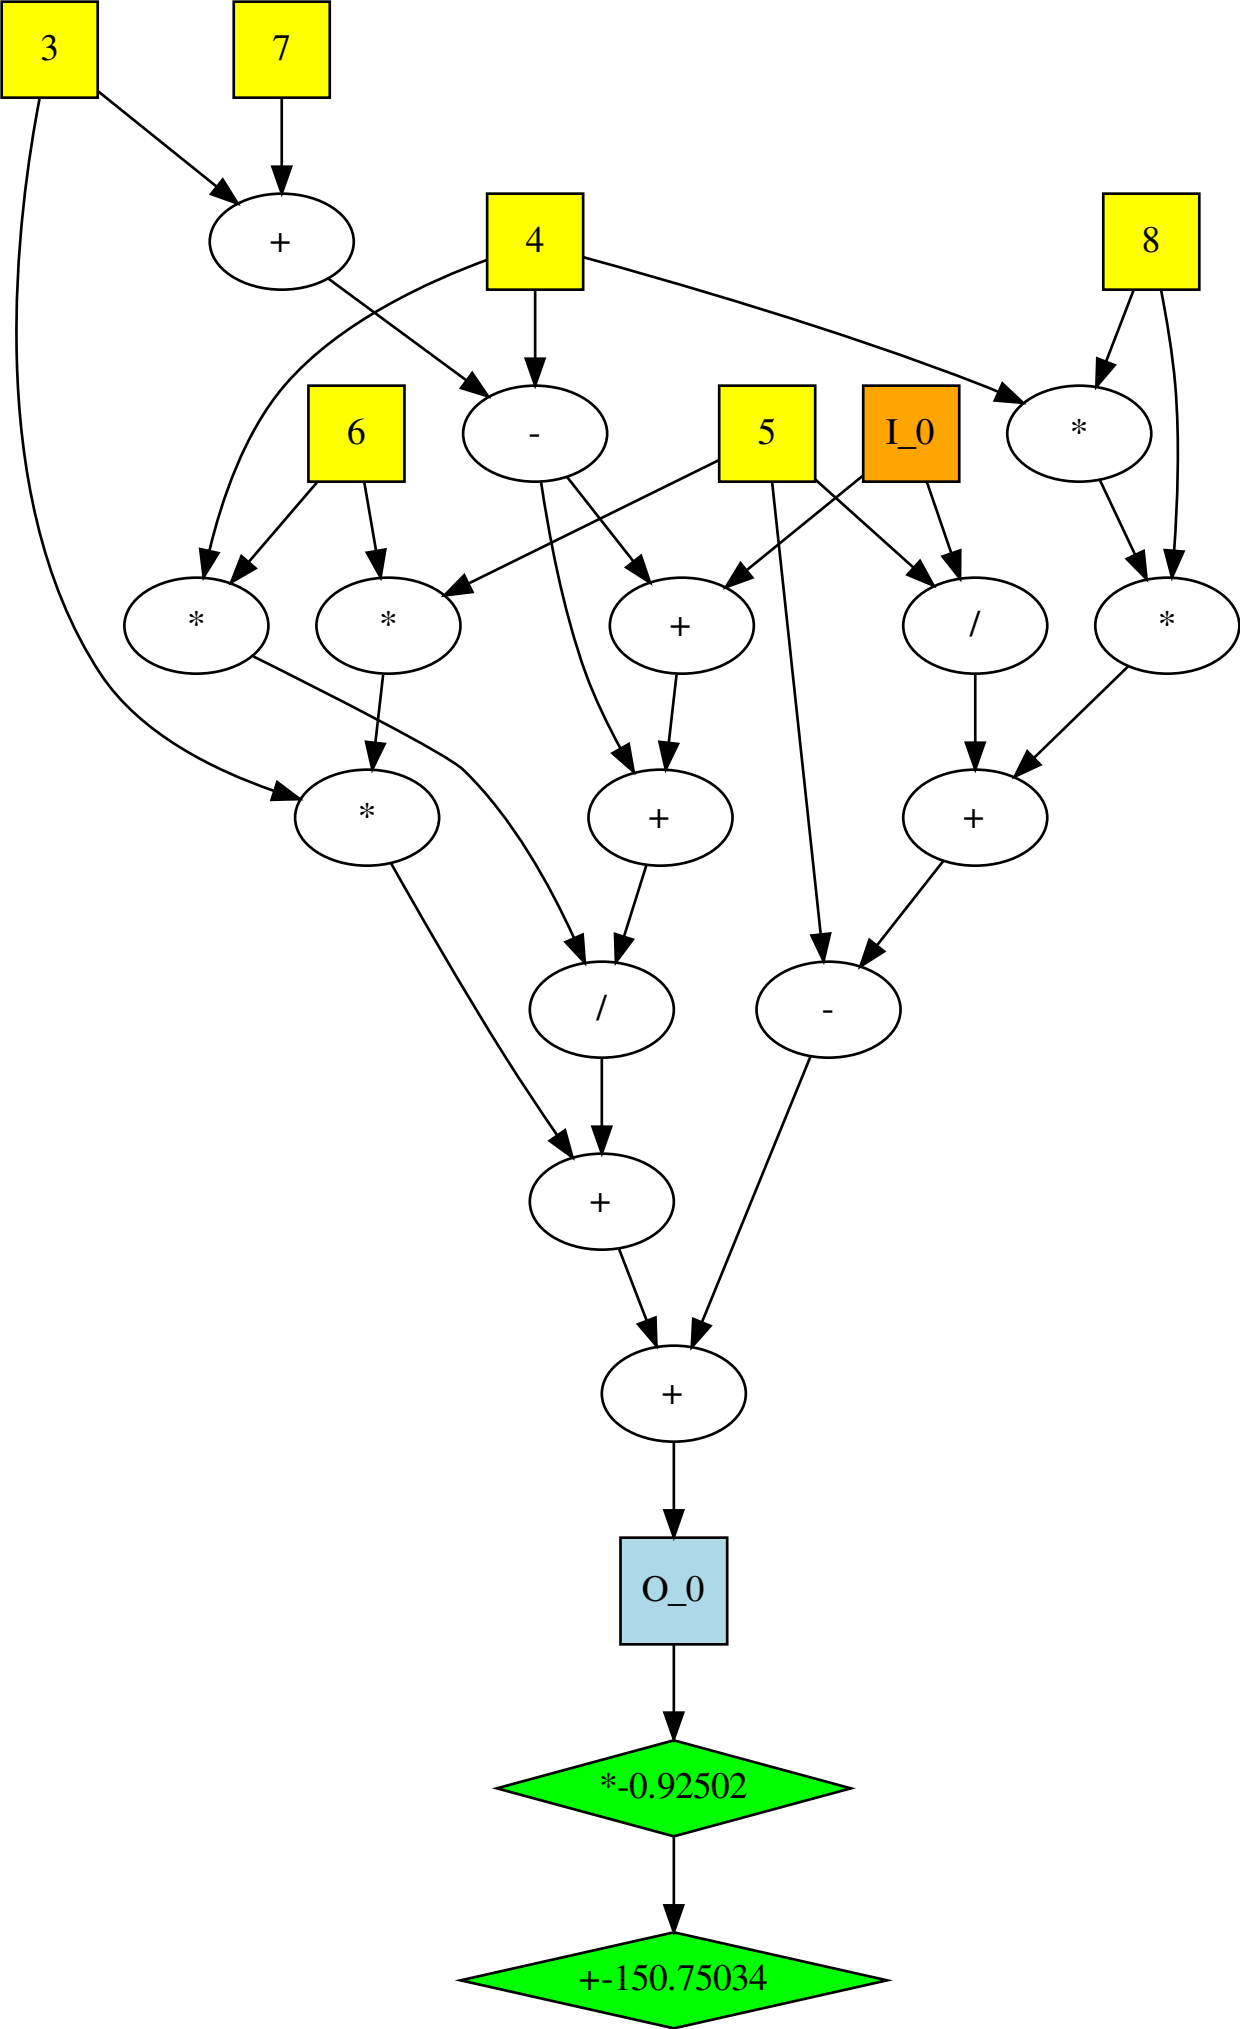 3 7
+ 4 8
6 - 5 I_0 *
* * + / *
* + +
/ -
+
+
O_0
*-0.92502
+-150.75034